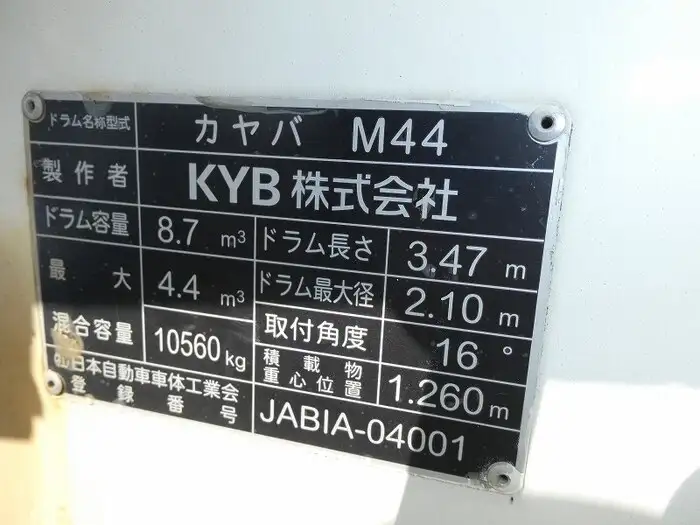 ドラム名称型式 カヤバ M44
製作者 KYB株式会社
ドラム容量 8.7 m³ ドラム長さ 3.47 m
最大 4.4 m³ ドラム最大径 2.10 m
混合容量 10560 kg 取付角度 16 °
積載物
重心位置 1.260 m
(社)日本自動車車体工業会
登録番号 JABIA-04001